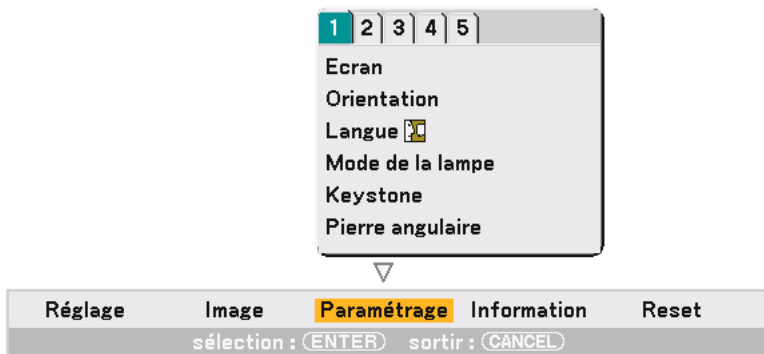 1 2 3 4 5
Ecran
Orientation
Langue
Mode de la lampe
Keystone
Pierre angulaire
Réglage Image Paramétrage Information Reset
sélection : ENTER sortir : CANCEL